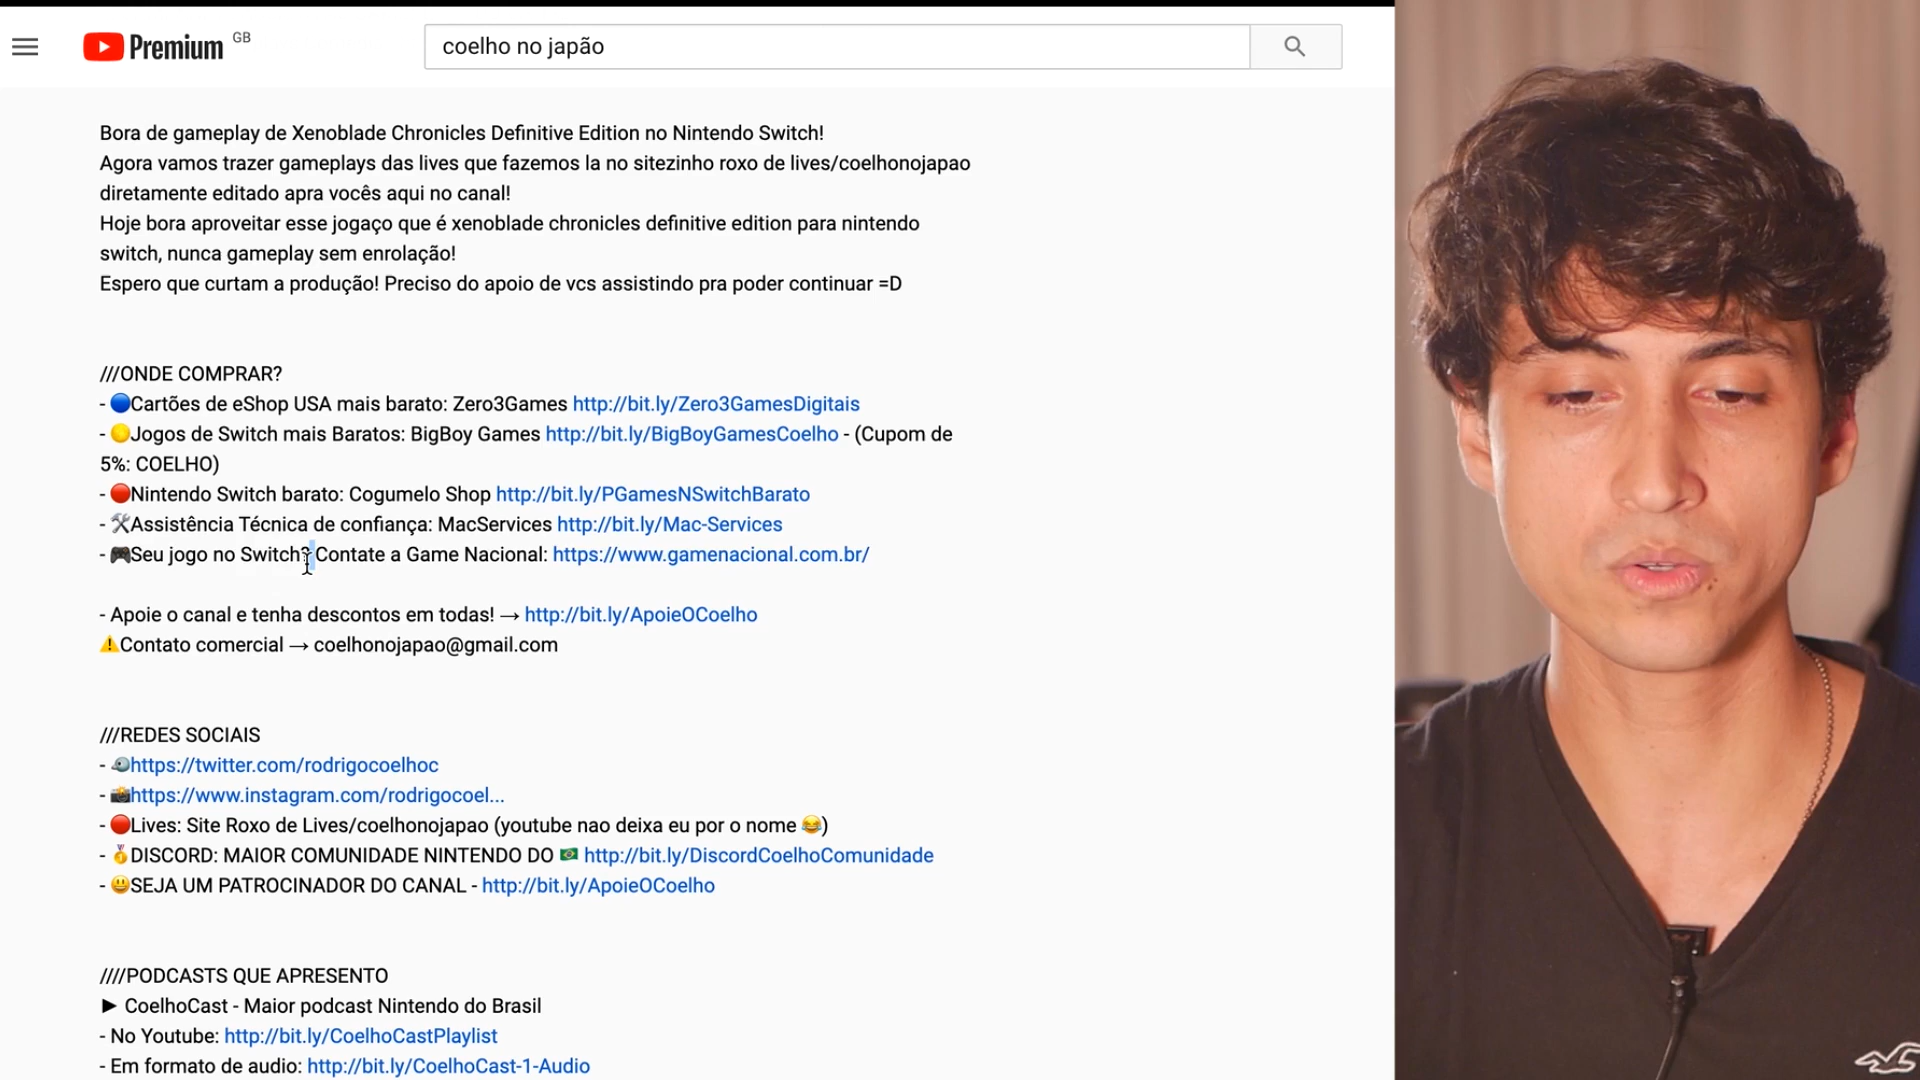 Premium GB
coelho no japão
Bora de gameplay de Xenoblade Chronicles Definitive Edition no Nintendo Switch!
Agora vamos trazer gameplays das lives que fazemos la no sitezinho roxo de lives/coelhonojapao
diretamente editado apra vocês aqui no canal!
Hoje bora aproveitar esse jogaço que é xenoblade chronicles definitive edition para nintendo
switch, nunca gameplay sem enrolação!
Espero que curtam a produção! Preciso do apoio de vcs assistindo pra poder continuar =D
///ONDE COMPRAR?
- 🔵Cartões de eShop USA mais barato: Zero3Games http://bit.ly/Zero3GamesDigitais
- 🟡Jogos de Switch mais Baratos: BigBoy Games http://bit.ly/BigBoyGamesCoelho - (Cupom de
5%: COELHO)
- 🔴Nintendo Switch barato: Cogumelo Shop http://bit.ly/PGamesNSwitchBarato
- 🛠Assistência Técnica de confiança: MacServices http://bit.ly/Mac-Services
- 🎮Seu jogo no Switch? Contate a Game Nacional: https://www.gamenacional.com.br/
- Apoie o canal e tenha descontos em todas! → http://bit.ly/ApoieOCoelho
⚠️Contato comercial → coelhonojapao@gmail.com
///REDES SOCIAIS
- 🐦https://twitter.com/rodrigocoelhoc
- 📸https://www.instagram.com/rodrigocoel...
- 🔴Lives: Site Roxo de Lives/coelhonojapao (youtube nao deixa eu por o nome 😂)
- 🥇DISCORD: MAIOR COMUNIDADE NINTENDO DO 🇧🇷 http://bit.ly/DiscordCoelhoComunidade
- 😃SEJA UM PATROCINADOR DO CANAL - http://bit.ly/ApoieOCoelho
////PODCASTS QUE APRESENTO
► CoelhoCast - Maior podcast Nintendo do Brasil
- No Youtube: http://bit.ly/CoelhoCastPlaylist
- Em formato de audio: http://bit.ly/CoelhoCast-1-Audio